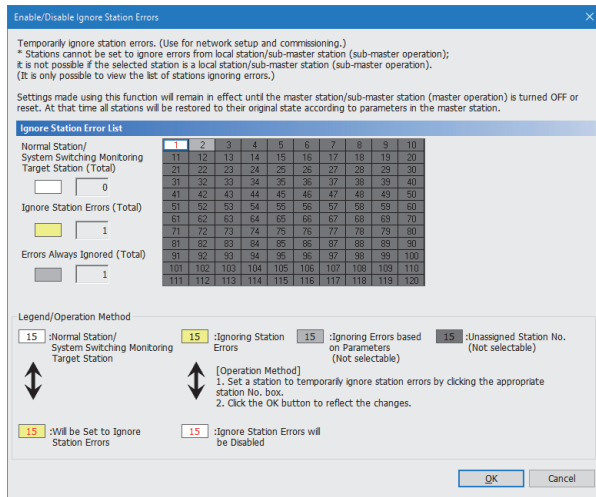 Enable/Disable Ignore Station Errors
Temporarily ignore station errors. (Use for network setup and commissioning.)
* Stations cannot be set to ignore errors from local station/sub-master station (sub-master operation);
it is not possible if the selected station is a local station/sub-master station (sub-master operation).
(It is only possible to view the list of stations ignoring errors.)
Settings made using this function will remain in effect until the master station/sub-master station (master operation) is turned OFF or
reset. At that time all stations will be restored to their original state according to parameters in the master station.
Ignore Station Error List
Normal Station/
System Switching Monitoring
Target Station (Total)
0
Ignore Station Errors (Total)
1
Errors Always Ignored (Total)
1
1 2 3 4 5 6 7 8 9 10
11 12 13 14 15 16 17 18 19 20
21 22 23 24 25 26 27 28 29 30
31 32 33 34 35 36 37 38 39 40
41 42 43 44 45 46 47 48 49 50
51 52 53 54 55 56 57 58 59 60
61 62 63 64 65 66 67 68 69 70
71 72 73 74 75 76 77 78 79 80
81 82 83 84 85 86 87 88 89 90
91 92 93 94 95 96 97 98 99 100
101 102 103 104 105 106 107 108 109 110
111 112 113 114 115 116 117 118 119 120
Legend/Operation Method
15 :Normal Station/
System Switching Monitoring
Target Station
15 :Ignoring Station
Errors
15 :Ignoring Errors based
on Parameters
(Not selectable)
15 :Unassigned Station No.
(Not selectable)
[Operation Method]
1. Set a station to temporarily ignore station errors by clicking the appropriate
station No. box.
2. Click the OK button to reflect the changes.
15 :Will be Set to Ignore
Station Errors
15 :Ignore Station Errors will
be Disabled
OK
Cancel